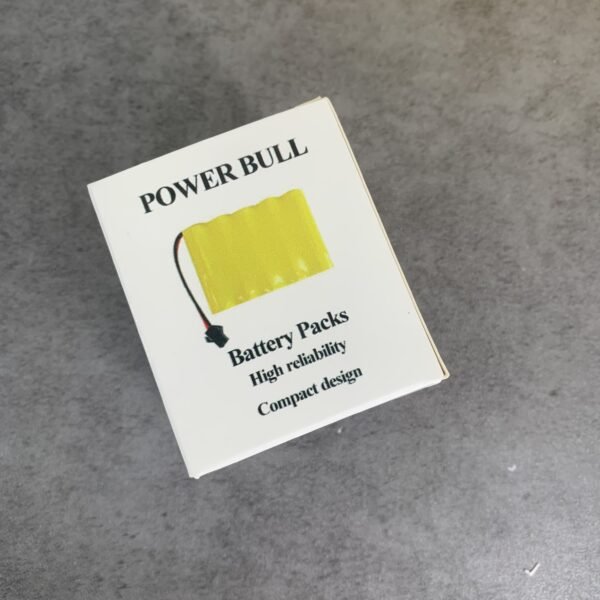 POWER BULL
Battery Packs
High reliability
Compact design